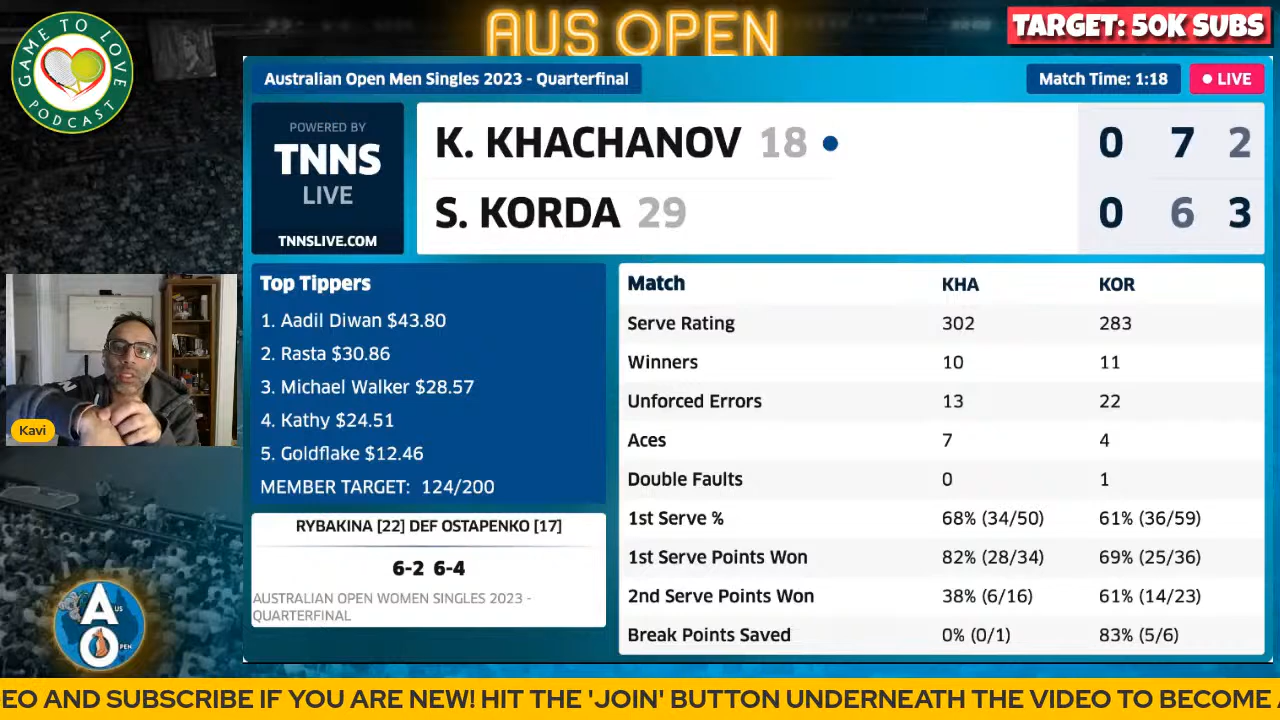 AUS OPEN
TARGET: 50K SUBS
GAME TO LOVE
PODCAST
Australian Open Men Singles 2023 - Quarterfinal
Match Time: 1:18
LIVE
POWERED BY
TNNS
LIVE
TNNSLIVE.COM
K. KHACHANOV 18 0 7 2
S. KORDA 29 0 6 3
Top Tippers
1. Aadil Diwan $43.80
2. Rasta $30.86
3. Michael Walker $28.57
4. Kathy $24.51
5. Goldflake $12.46
MEMBER TARGET: 124/200
RYBAKINA [22] DEF OSTAPENKO [17]
6-2 6-4
AUSTRALIAN OPEN WOMEN SINGLES 2023 -
QUARTERFINAL
Match KHA KOR
Serve Rating 302 283
Winners 10 11
Unforced Errors 13 22
Aces 7 4
Double Faults 0 1
1st Serve % 68% (34/50) 61% (36/59)
1st Serve Points Won 82% (28/34) 69% (25/36)
2nd Serve Points Won 38% (6/16) 61% (14/23)
Break Points Saved 0% (0/1) 83% (5/6)
Kavi
AUS
OPEN
EO AND SUBSCRIBE IF YOU ARE NEW! HIT THE 'JOIN' BUTTON UNDERNEATH THE VIDEO TO BECOME